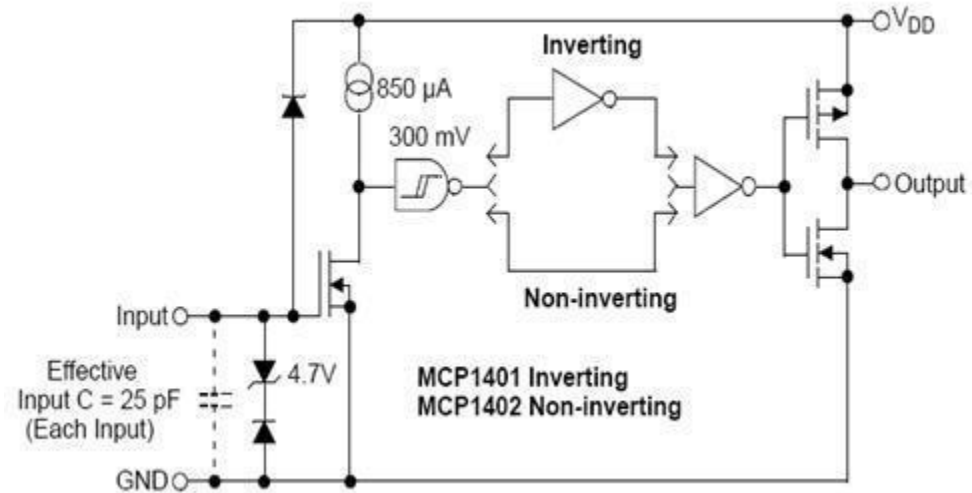 V_DD
Inverting
850 µA
300 mV
Output
Non-inverting
Input
Effective
Input C = 25 pF
(Each Input)
4.7V
MCP1401 Inverting
MCP1402 Non-inverting
GND